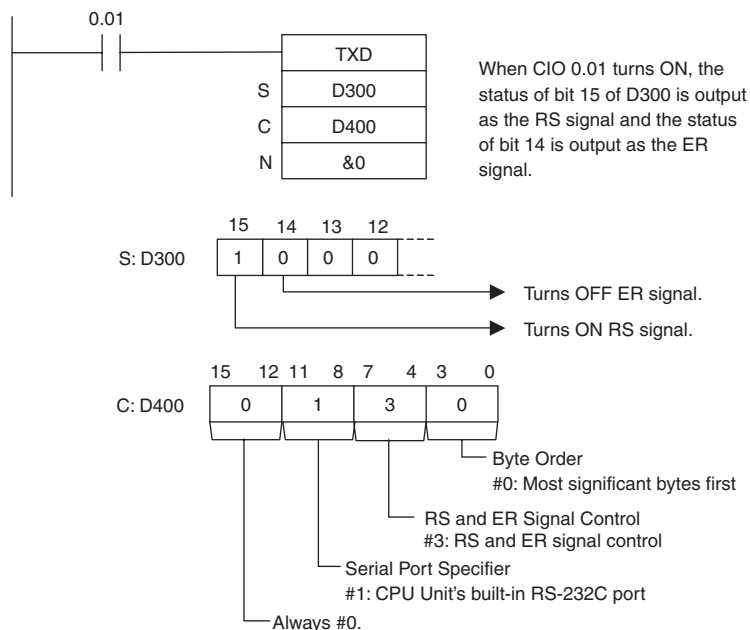 0.01
TXD
S D300
C D400
N &0
When CIO 0.01 turns ON, the
status of bit 15 of D300 is output
as the RS signal and the status
of bit 14 is output as the ER
signal.
15 14 13 12
S: D300 1 0 0 0
Turns OFF ER signal.
Turns ON RS signal.
15 12 11 8 7 4 3 0
C: D400 0 1 3 0
Byte Order
#0: Most significant bytes first
RS and ER Signal Control
#3: RS and ER signal control
Serial Port Specifier
#1: CPU Unit's built-in RS-232C port
Always #0.